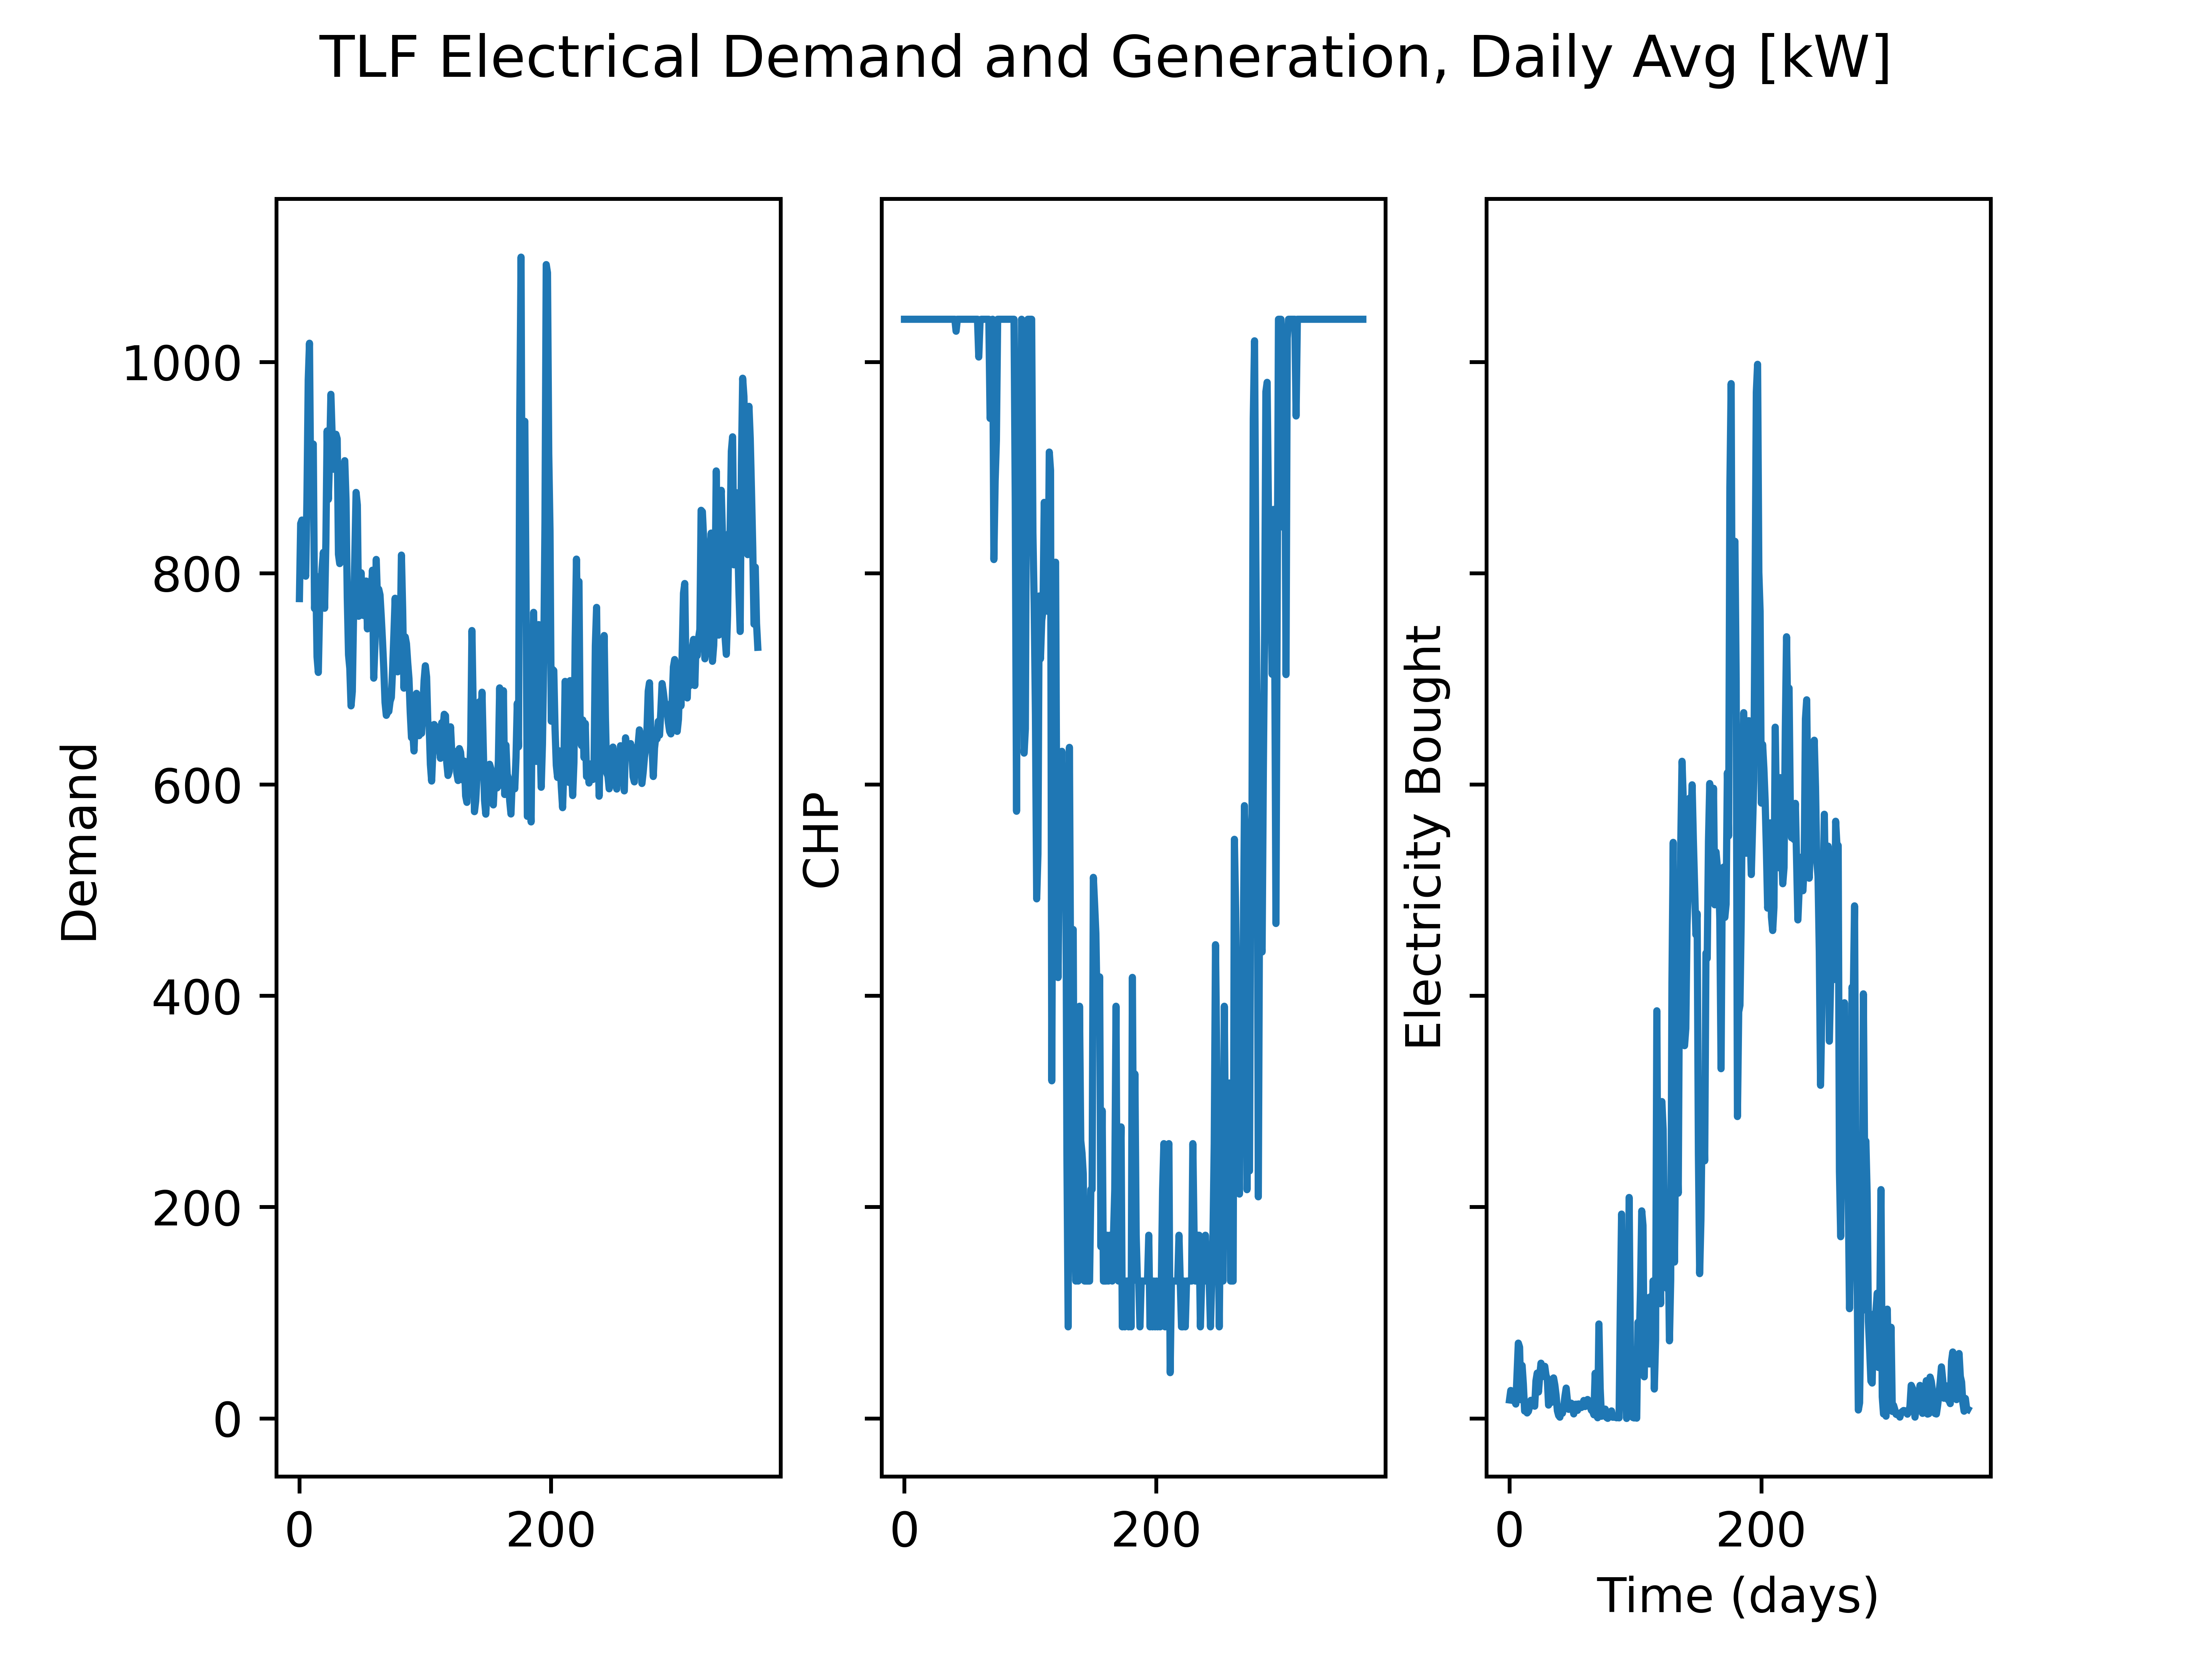 TLF Electrical Demand and Generation, Daily Avg [kW]
Demand
1000
800
600
400
200
0
0 200
CHP
0 200
Electricity Bought
0 200
Time (days)